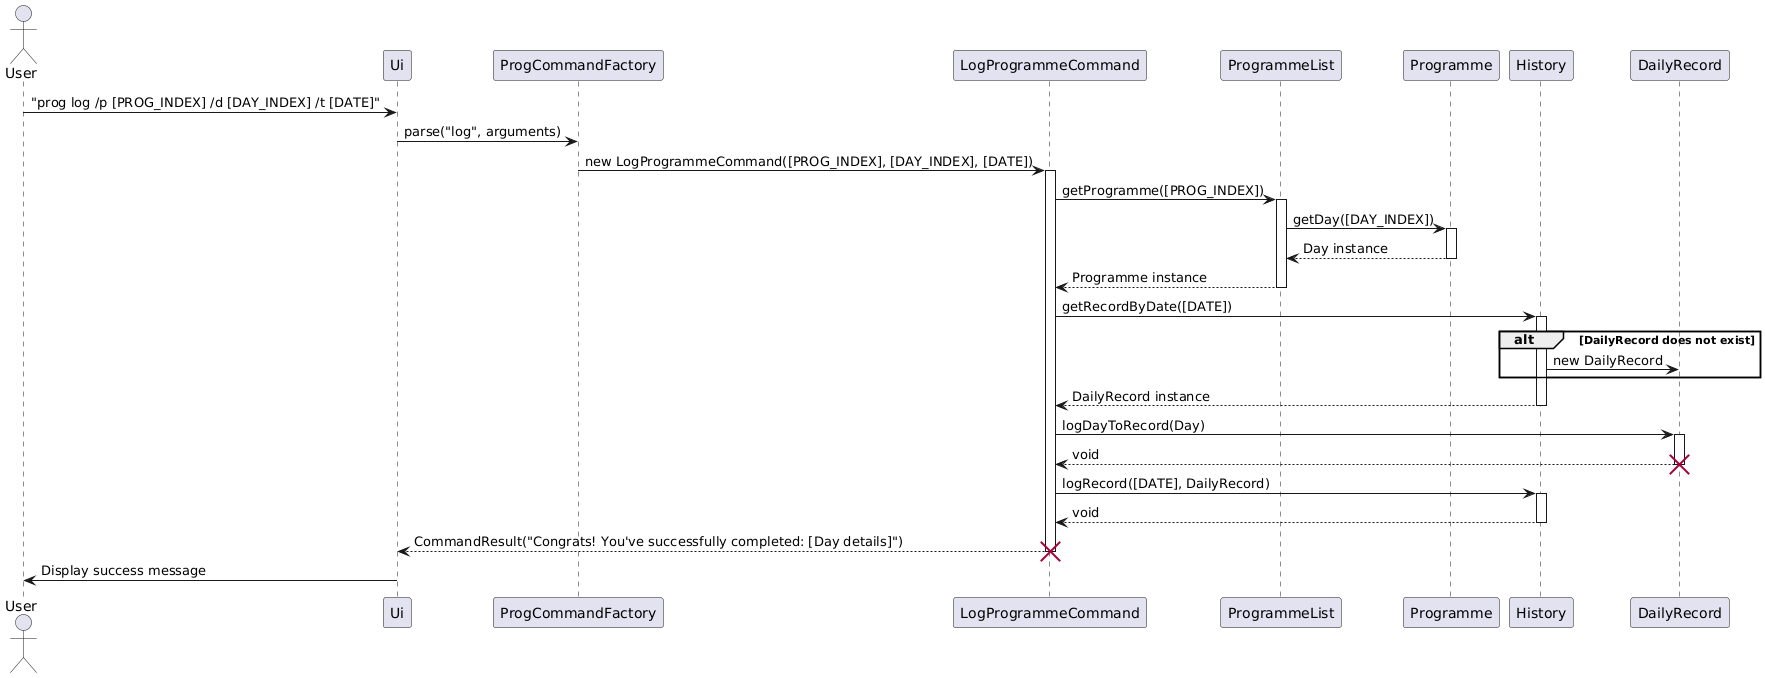 User
Ui
ProgCommandFactory
LogProgrammeCommand
ProgrammeList
Programme
History
DailyRecord
"prog log /p [PROG_INDEX] /d [DAY_INDEX] /t [DATE]"
parse("log", arguments)
new LogProgrammeCommand([PROG_INDEX], [DAY_INDEX], [DATE])
getProgramme([PROG_INDEX])
getDay([DAY_INDEX])
Day instance
Programme instance
getRecordByDate([DATE])
alt
[DailyRecord does not exist]
new DailyRecord
DailyRecord instance
logDayToRecord(Day)
void
logRecord([DATE], DailyRecord)
void
CommandResult("Congrats! You've successfully completed: [Day details]")
Display success message
User
Ui
ProgCommandFactory
LogProgrammeCommand
ProgrammeList
Programme
History
DailyRecord